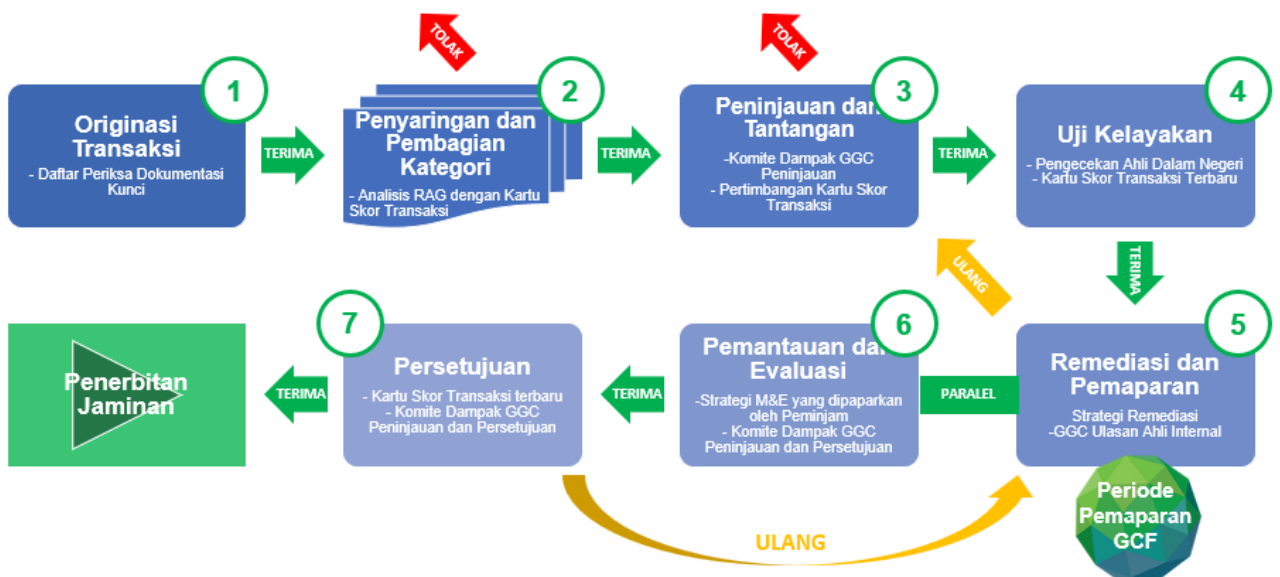 TOLAK
TOLAK
1
Originasi
Transaksi
- Daftar Periksa Dokumentasi
Kunci
TERIMA
2
Penyaringan dan
Pembagian
Kategori
- Analisis RAG dengan Kartu
Skor Transaksi
TERIMA
3
Peninjauan dan
Tantangan
-Komite Dampak GGC
Peninjauan
- Pertimbangan Kartu Skor
Transaksi
TERIMA
4
Uji Kelayakan
- Pengecekan Ahli Dalam Negeri
- Kartu Skor Transaksi Terbaru
TERIMA
ULANG
5
Remediasi dan
Pemaparan
Strategi Remediasi
-GGC Ulasan Ahli Internal
Periode
Pemaparan
GCF
PARALEL
6
Pemantauan dan
Evaluasi
-Strategi M&E yang dipaparkan
oleh Peminjam
- Komite Dampak GGC
Peninjauan dan Persetujuan
TERIMA
7
Persetujuan
- Kartu Skor Transaksi terbaru
- Komite Dampak GGC
Peninjauan dan Persetujuan
TERIMA
Penerbitan
Jaminan
ULANG